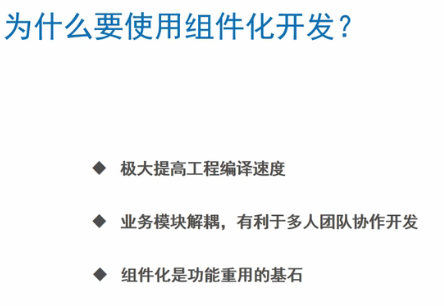 为什么要使用组件化开发?
◆ 极大提高工程编译速度
◆ 业务模块解耦，有利于多人团队协作开发
◆ 组件化是功能重用的基石